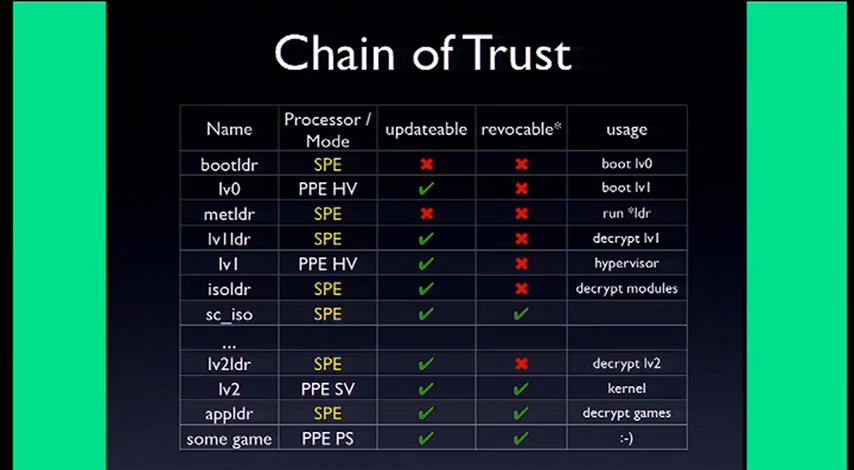 Chain of Trust
Name Processor / Mode updateable revocable* usage
bootldr SPE ✖ ✖ boot lv0
lv0 PPE HV ✔ ✖ boot lv1
metldr SPE ✖ ✖ run *ldr
lv1ldr SPE ✔ ✖ decrypt lv1
lv1 PPE HV ✔ ✖ hypervisor
isoldr SPE ✔ ✖ decrypt modules
sc_iso SPE ✔ ✔
...
lv2ldr SPE ✔ ✖ decrypt lv2
lv2 PPE SV ✔ ✔ kernel
appldr SPE ✔ ✔ decrypt games
some game PPE PS ✔ ✔ :-)